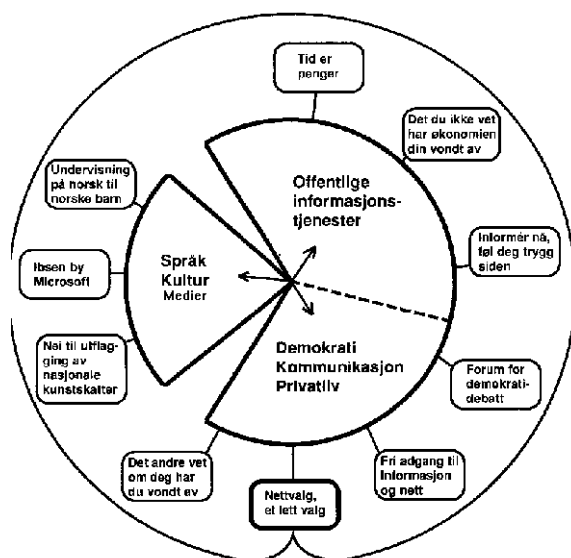 Tid er
penger
Det du ikke vet
har økonomien
din vondt av
Undervisning
på norsk til
norske barn
Offentlige
informasjons-
tjenester
Informér nå,
føl deg trygg
siden
Ibsen by
Microsoft
Språk
Kultur
Medier
Nei til utflag-
ging av
nasjonale
kunstskatter
Demokrati
Kommunikasjon
Privatliv
Forum for
demokrati-
debatt
Det andre vet
om deg har
du vondt av
Nettvalg,
et lett valg
Fri adgang til
Informasjon
og nett